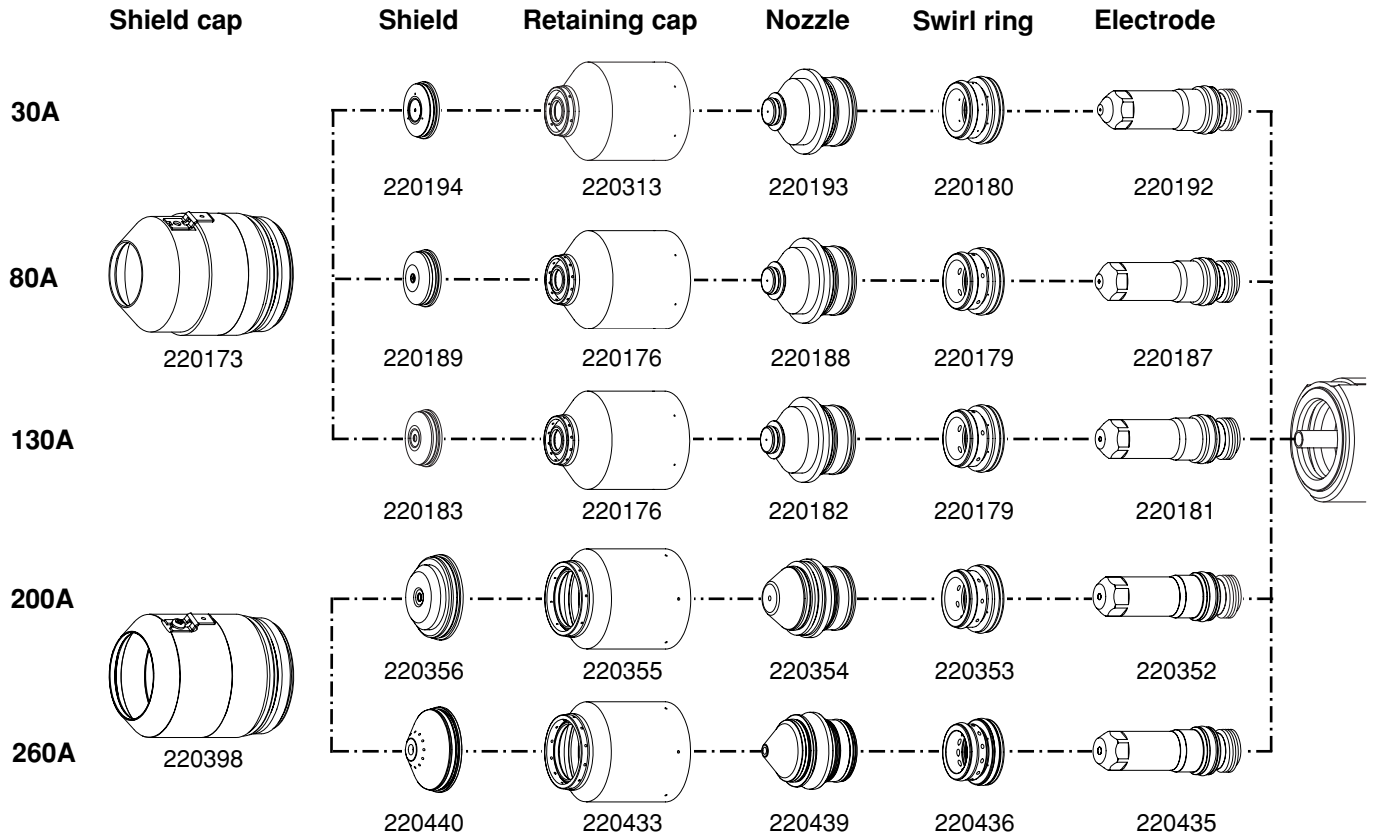 Shield cap Shield Retaining cap Nozzle Swirl ring Electrode
30A
220194 220313 220193 220180 220192
80A
220173 220189 220176 220188 220179 220187
130A
220183 220176 220182 220179 220181
200A
220356 220355 220354 220353 220352
260A
220398
220440 220433 220439 220436 220435